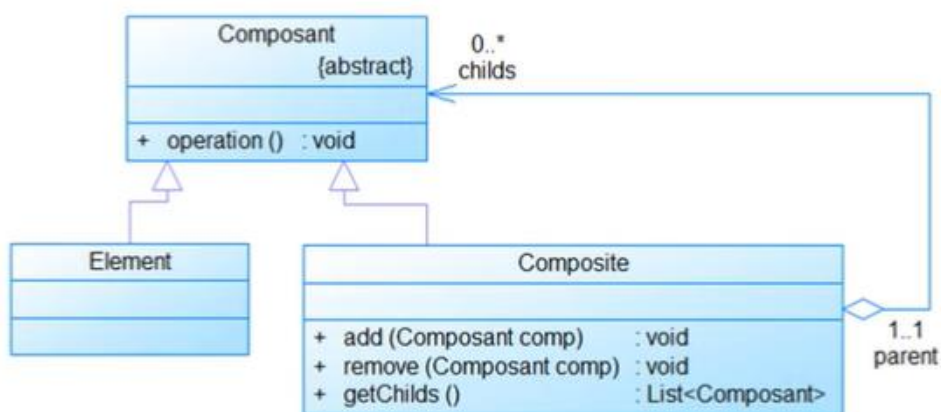 Composant
{abstract}
+ operation () : void
0..*
childs
Element
Composite
+ add (Composant comp) : void
+ remove (Composant comp) : void
+ getChilds () : List<Composant>
1..1
parent